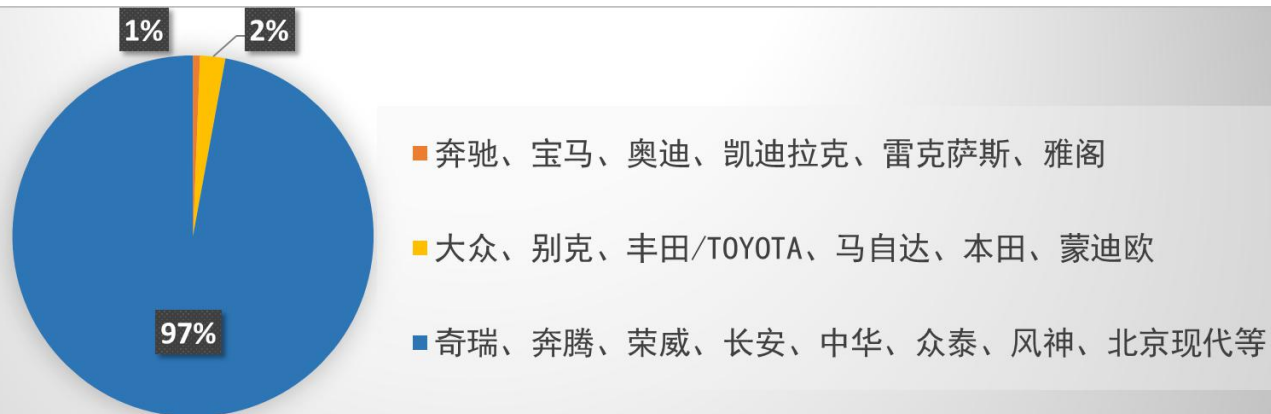 1%
2%
奔驰、宝马、奥迪、凯迪拉克、雷克萨斯、雅阁
大众、别克、丰田/TOYOTA、马自达、本田、蒙迪欧
97%
奇瑞、奔腾、荣威、长安、中华、众泰、风神、北京现代等